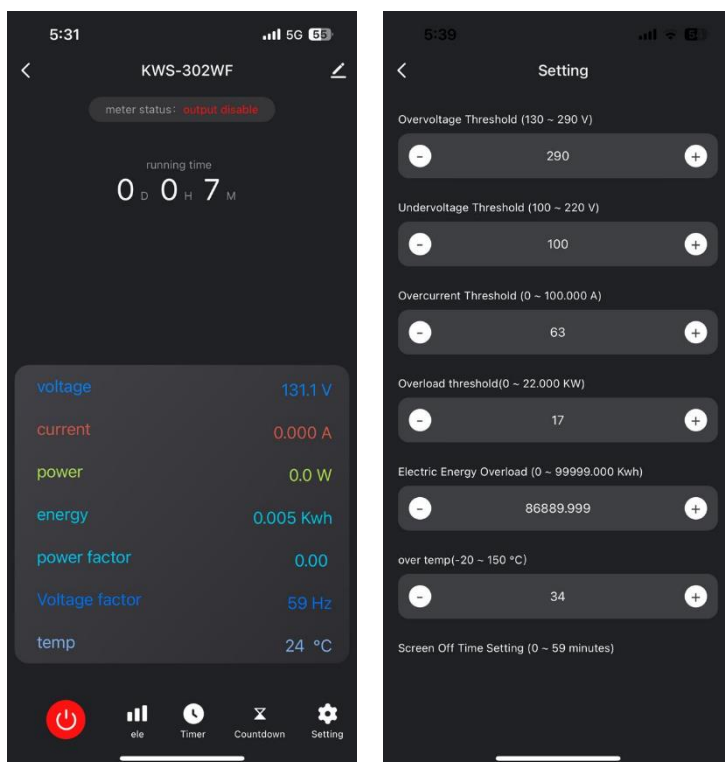 5:31 5G 55
KWS-302WF
meter status: output disable
running time
0 D 0 H 7 M
voltage 131.1 V
current 0.000 A
power 0.0 W
energy 0.005 Kwh
power factor 0.00
Voltage factor 59 Hz
temp 24 °C
ele Timer Countdown Setting
5:39
Setting
Overvoltage Threshold (130 ~ 290 V)
- 290 +
Undervoltage Threshold (100 ~ 220 V)
- 100 +
Overcurrent Threshold (0 ~ 100.000 A)
- 63 +
Overload threshold(0 ~ 22.000 KW)
- 17 +
Electric Energy Overload (0 ~ 99999.000 Kwh)
- 86889.999 +
over temp(-20 ~ 150 °C)
- 34 +
Screen Off Time Setting (0 ~ 59 minutes)